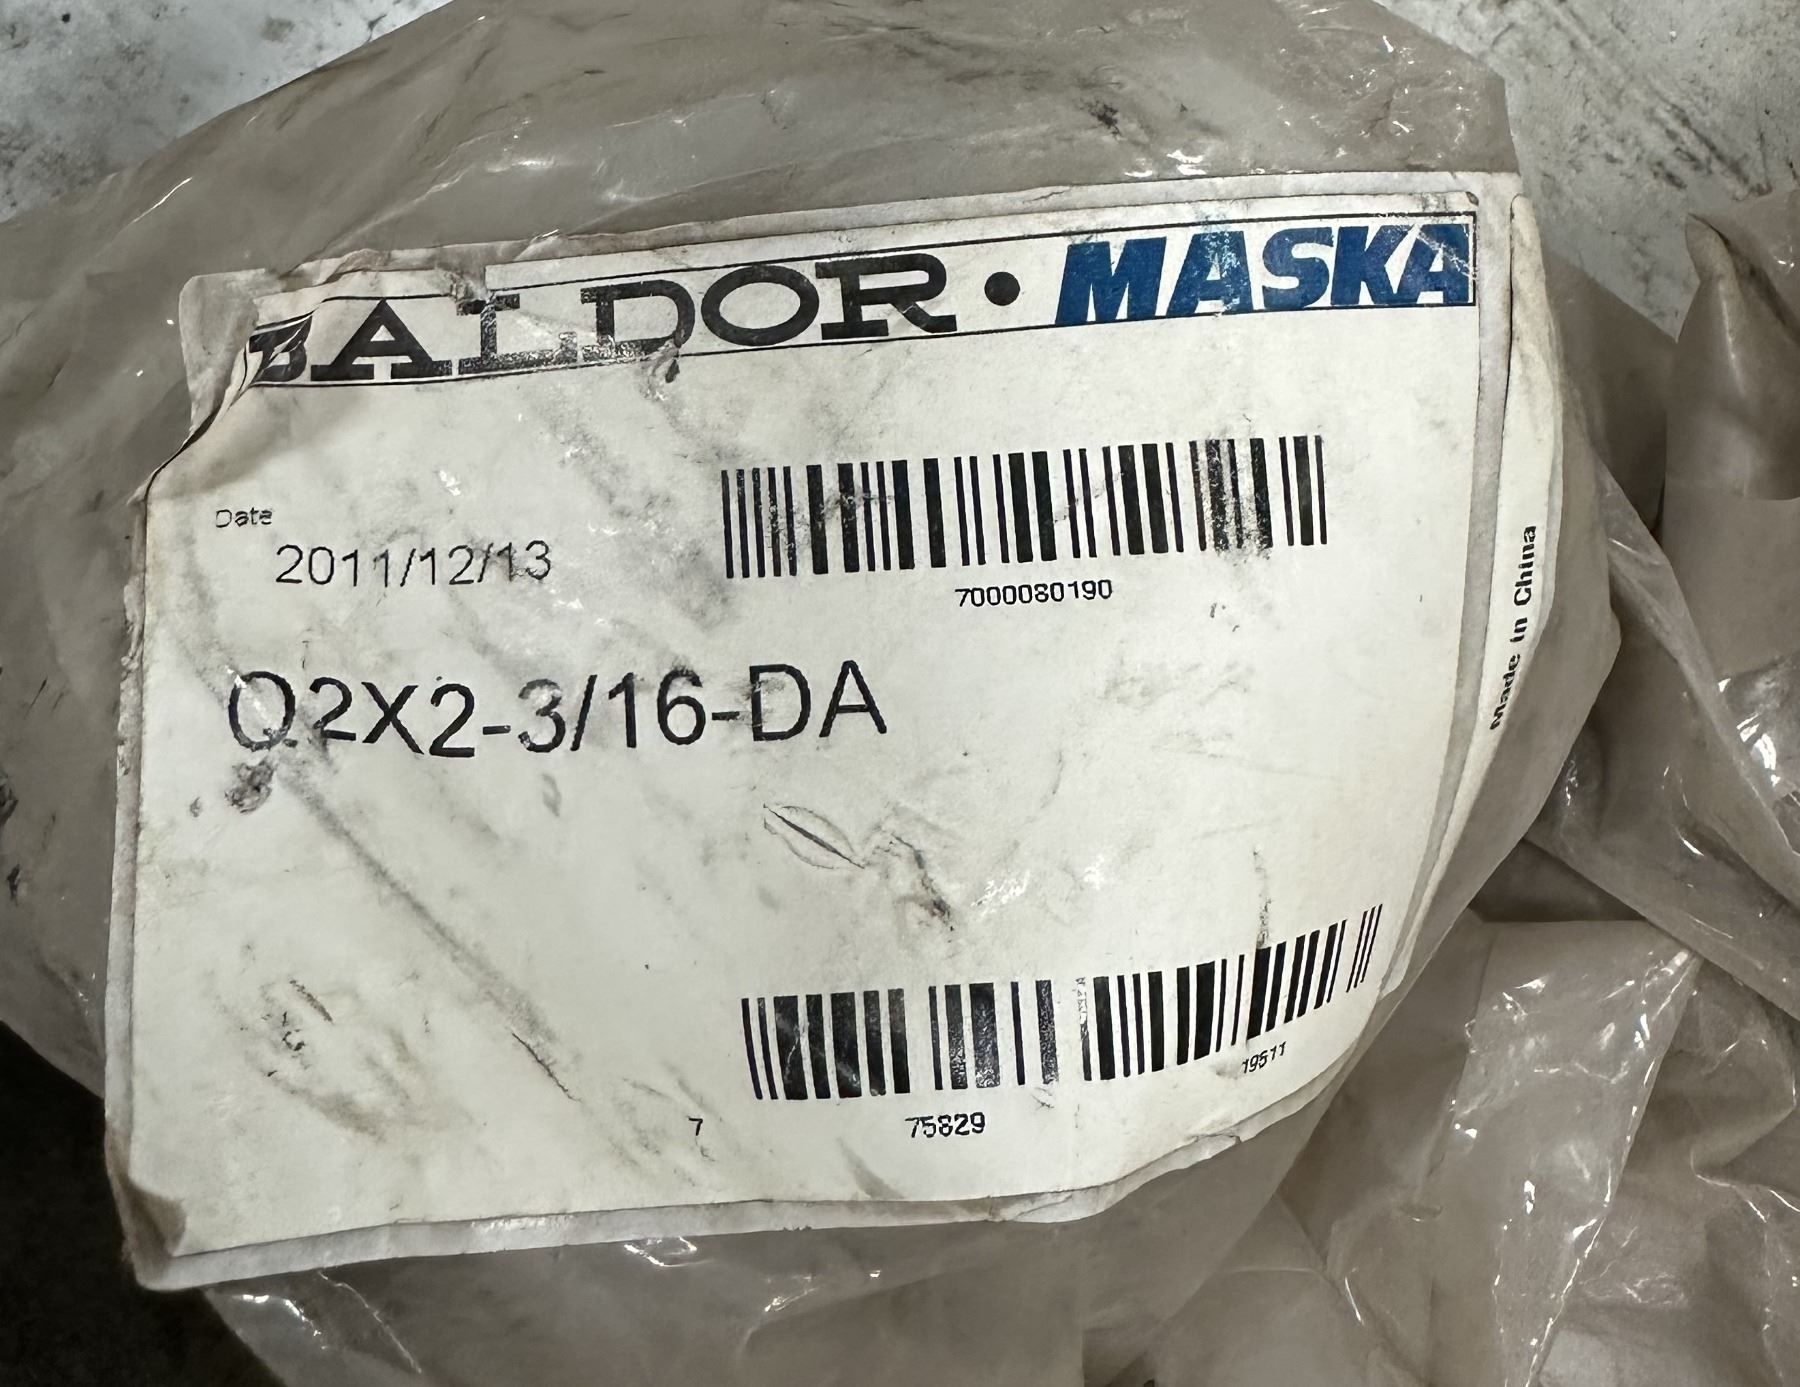 BALDOR • MASKA
Date
2011/12/13
7000080190
Q2X2-3/16-DA
Made in China
7 75829 19511